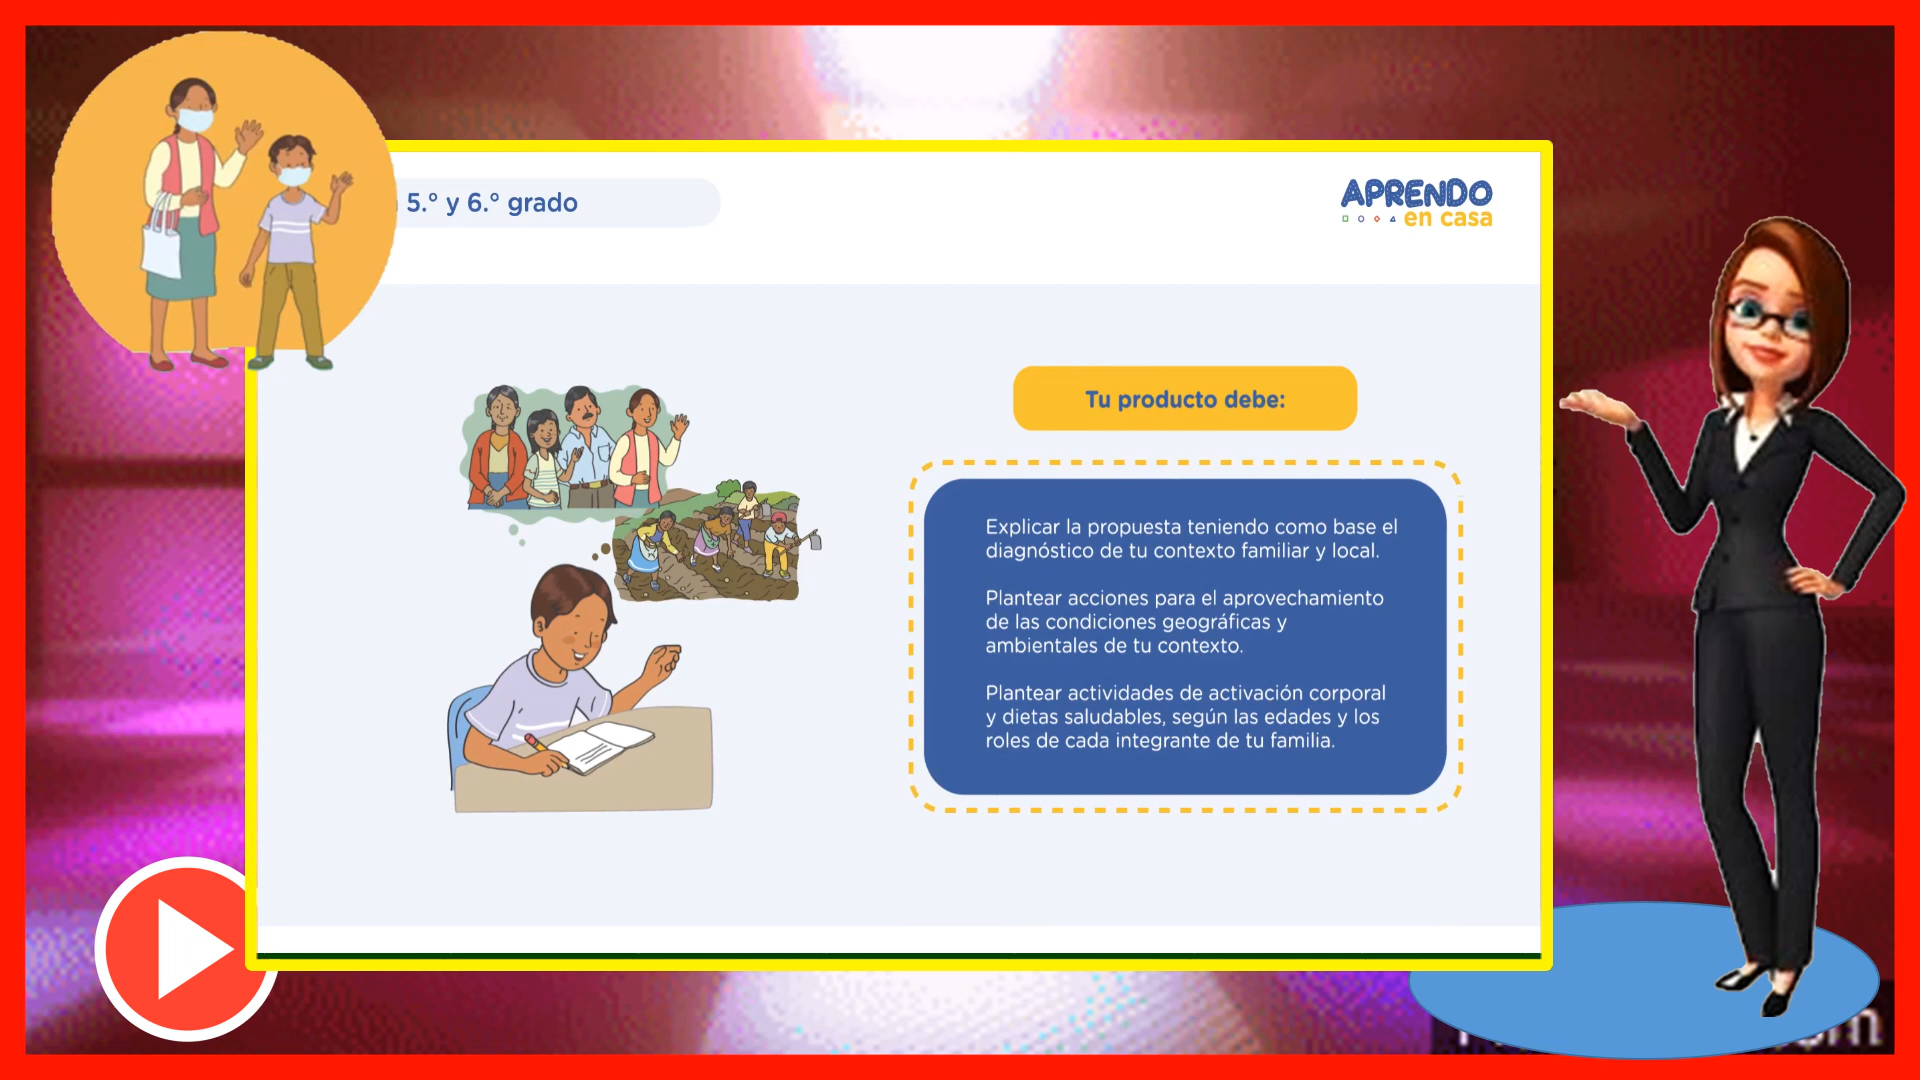 5.° y 6.° grado
APRENDO
en casa
Tu producto debe:
Explicar la propuesta teniendo como base el
diagnóstico de tu contexto familiar y local.
Plantear acciones para el aprovechamiento
de las condiciones geográficas y
ambientales de tu contexto.
Plantear actividades de activación corporal
y dietas saludables, según las edades y los
roles de cada integrante de tu familia.